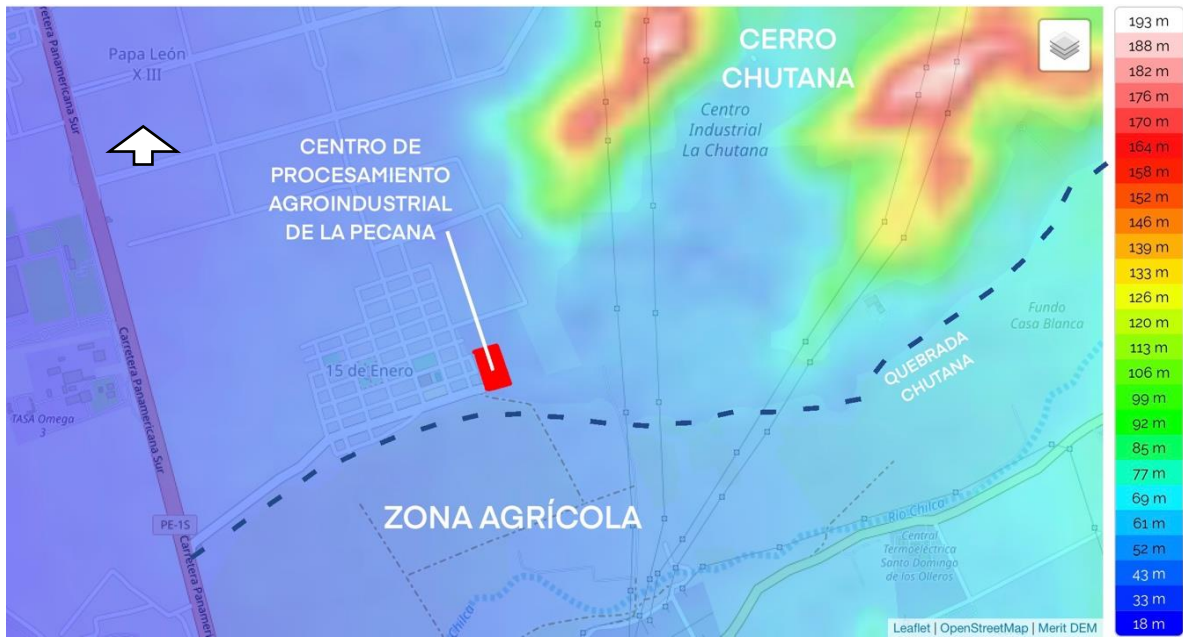 Papa León
XIII
CENTRO DE
PROCESAMIENTO
AGROINDUSTRIAL
DE LA PECANA
CERRO
CHUTANA
Centro
Industrial
La Chutana
Carretera Panamericana Sur
Carretera Panamericana Sur
15 de Enero
TASA Omega
3
Fundo
Casa Blanca
QUEBRADA
CHUTANA
ZONA AGRÍCOLA
PE-1S
Carretera Panamer
Río Chilca
Central
Termoeléctrica
Santo Domingo
de los Olleros
Chilca
Leaflet | OpenStreetMap | Merit DEM
193 m
188 m
182 m
176 m
170 m
164 m
158 m
152 m
146 m
139 m
133 m
126 m
120 m
113 m
106 m
99 m
92 m
85 m
77 m
69 m
61 m
52 m
43 m
33 m
18 m